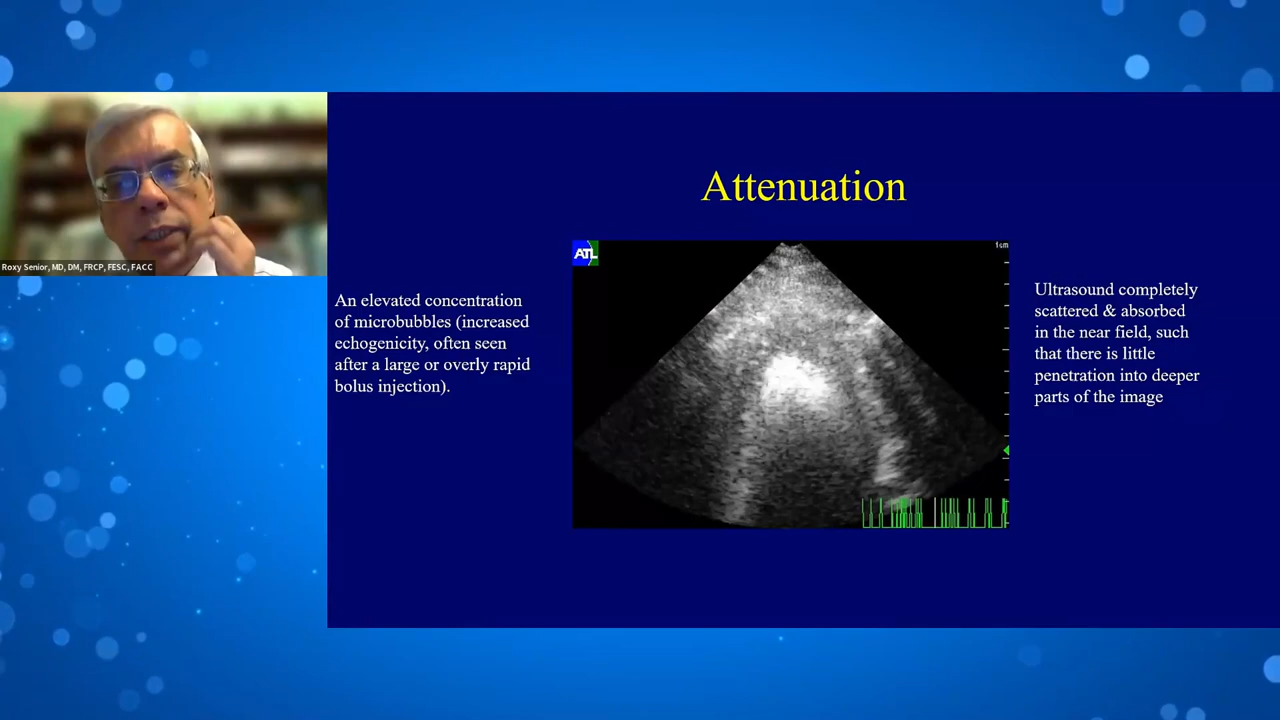 Attenuation
Roxy Senior, MD, DM, FRCP, FESC, FACC
An elevated concentration
of microbubbles (increased
echogenicity, often seen
after a large or overly rapid
bolus injection).
ATL
1cm
Ultrasound completely
scattered & absorbed
in the near field, such
that there is little
penetration into deeper
parts of the image